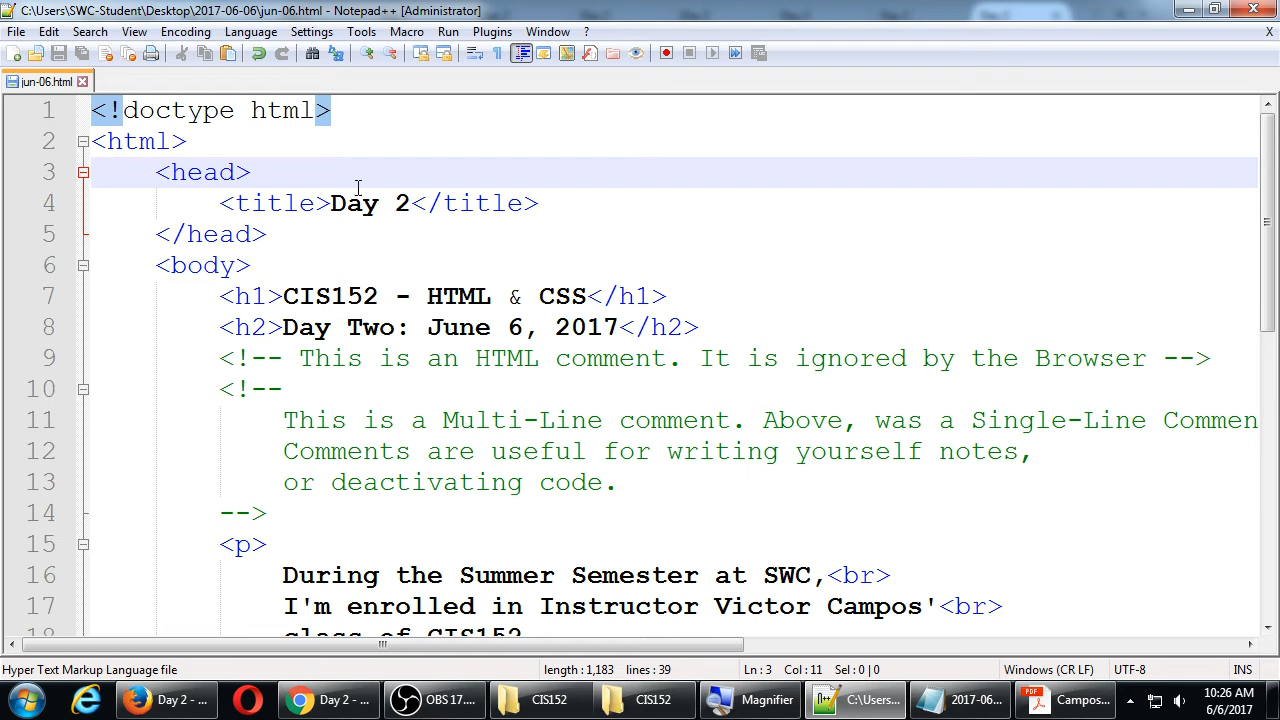 C:\Users\SWC-Student\Desktop\2017-06-06\jun-06.html - Notepad++ [Administrator]
File Edit Search View Encoding Language Settings Tools Macro Run Plugins Window ? X
jun-06.html
1 <!doctype html>
2 <html>
3 <head>
4 <title>Day 2</title>
5 </head>
6 <body>
7 <h1>CIS152 - HTML & CSS</h1>
8 <h2>Day Two: June 6, 2017</h2>
9 <!-- This is an HTML comment. It is ignored by the Browser -->
10 <!--
11 This is a Multi-Line comment. Above, was a Single-Line Commen
12 Comments are useful for writing yourself notes,
13 or deactivating code.
14 -->
15 <p>
16 During the Summer Semester at SWC,<br>
17 I'm enrolled in Instructor Victor Campos'<br>
18 class of CIS152
Hyper Text Markup Language file length : 1,183 lines : 39 Ln : 3 Col : 11 Sel : 0 | 0 Windows (CR LF) UTF-8 INS
Day 2 - ... Day 2 - ... OBS 17.... CIS152 CIS152 Magnifier C:\Users... 2017-06... Campos... 10:26 AM
6/6/2017